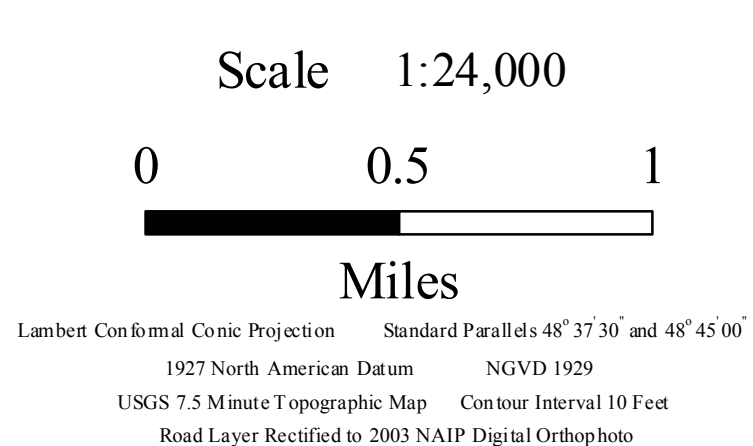 Scale 1:24,000
0 0.5 1
Miles
Lambert Conformal Conic Projection Standard Parallels 48° 37' 30" and 48° 45' 00"
1927 North American Datum NGVD 1929
USGS 7.5 Minute Topographic Map Contour Interval 10 Feet
Road Layer Rectified to 2003 NAIP Digital Orthophoto